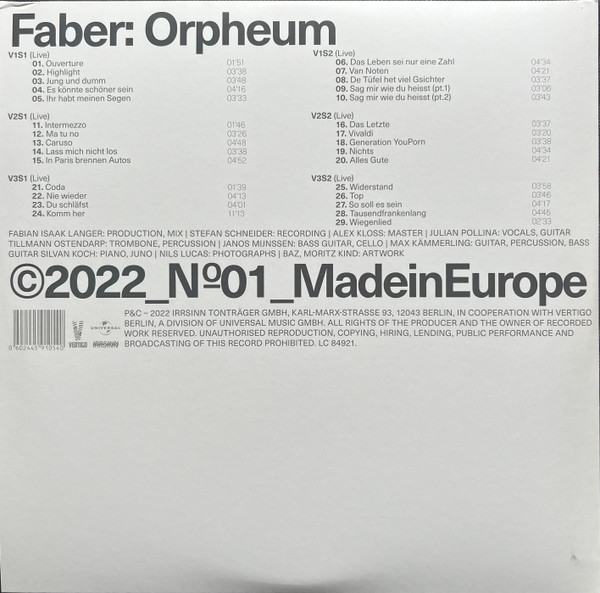 Faber: Orpheum
V1S1 (Live)
01. Ouverture 01'51
02. Highlight 03'38
03. Jung und dumm 03'48
04. Es könnte schöner sein 04'16
05. Ihr habt meinen Segen 03'33
V1S2 (Live)
06. Das Leben sei nur eine Zahl 04'34
07. Van Noten 04'21
08. De Tüfel het viel Gsichter 03'37
09. Sag mir wie du heisst (pt.1) 03'06
10. Sag mir wie du heisst (pt.2) 03'43
V2S1 (Live)
11. Intermezzo 01'46
12. Ma tu no 03'26
13. Caruso 04'48
14. Lass mich nicht los 03'38
15. In Paris brennen Autos 04'52
V2S2 (Live)
16. Das Letzte 03'37
17. Vivaldi 03'20
18. Generation YouPorn 03'38
19. Nichts 04'34
20. Alles Gute 04'21
V3S1 (Live)
21. Coda 01'39
22. Nie wieder 04'13
23. Du schläfst 04'01
24. Komm her 11'13
V3S2 (Live)
25. Widerstand 03'58
26. Top 03'46
27. So soll es sein 04'17
28. Tausendfrankenlang 04'45
29. Wiegenlied 02'33
FABIAN ISAAK LANGER: PRODUCTION, MIX | STEFAN SCHNEIDER: RECORDING | ALEX KLOSS: MASTER | JULIAN POLLINA: VOCALS, GUITAR
TILLMANN OSTENDARP: TROMBONE, PERCUSSION | JANOS MIJNSSEN: BASS GUITAR, CELLO | MAX KÄMMERLING: GUITAR, PERCUSSION, BASS
GUITAR SILVAN KOCH: PIANO, JUNO | NILS LUCAS: PHOTOGRAPHS | BAZ, MORITZ KIND: ARTWORK
©2022_Nº01_MadeinEurope
P&C – 2022 IRRSINN TONTRÄGER GMBH, KARL-MARX-STRASSE 93, 12043 BERLIN, IN COOPERATION WITH VERTIGO
BERLIN, A DIVISION OF UNIVERSAL MUSIC GMBH. ALL RIGHTS OF THE PRODUCER AND THE OWNER OF RECORDED
WORK RESERVED. UNAUTHORISED REPRODUCTION, COPYING, HIRING, LENDING, PUBLIC PERFORMANCE AND
BROADCASTING OF THIS RECORD PROHIBITED. LC 84921.
VERTIGO
UNIVERSAL
IRRSINN
0 602445 910540